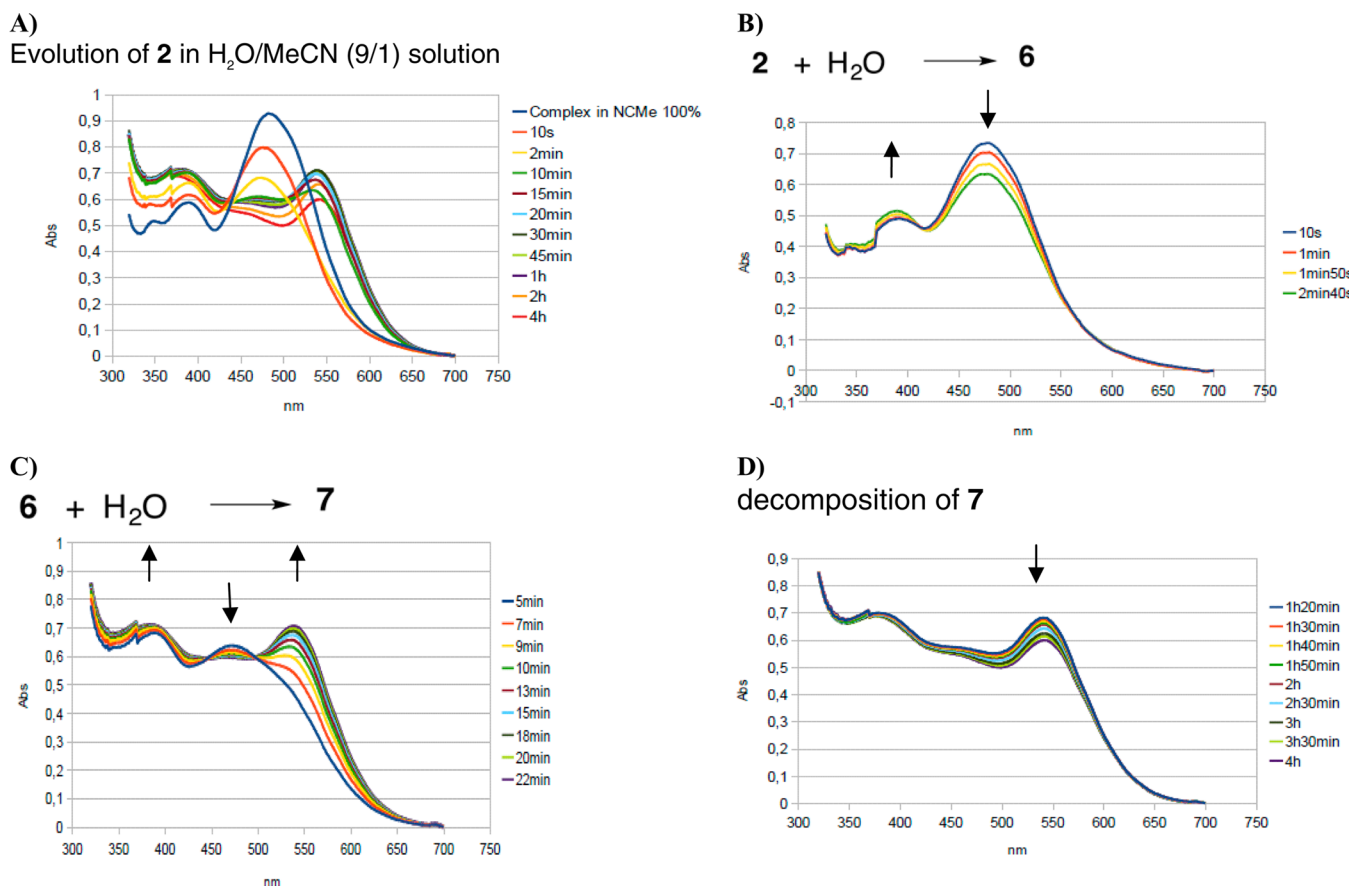 A)
Evolution of 2 in H2O/MeCN (9/1) solution
Abs
1
0,9
0,8
0,7
0,6
0,5
0,4
0,3
0,2
0,1
0
300 350 400 450 500 550 600 650 700 750
nm
Complex in NCMe 100%
10s
2min
10min
15min
20min
30min
45min
1h
2h
4h
B)
2 + H2O → 6
Abs
0,8
0,7
0,6
0,5
0,4
0,3
0,2
0,1
0
-0,1
300 350 400 450 500 550 600 650 700 750
nm
10s
1min
1min50s
2min40s
C)
6 + H2O → 7
Abs
1
0,9
0,8
0,7
0,6
0,5
0,4
0,3
0,2
0,1
0
300 350 400 450 500 550 600 650 700 750
nm
5min
7min
9min
10min
13min
15min
18min
20min
22min
D)
decomposition of 7
Abs
0,9
0,8
0,7
0,6
0,5
0,4
0,3
0,2
0,1
0
300 350 400 450 500 550 600 650 700 750
nm
1h20min
1h30min
1h40min
1h50min
2h
2h30min
3h
3h30min
4h